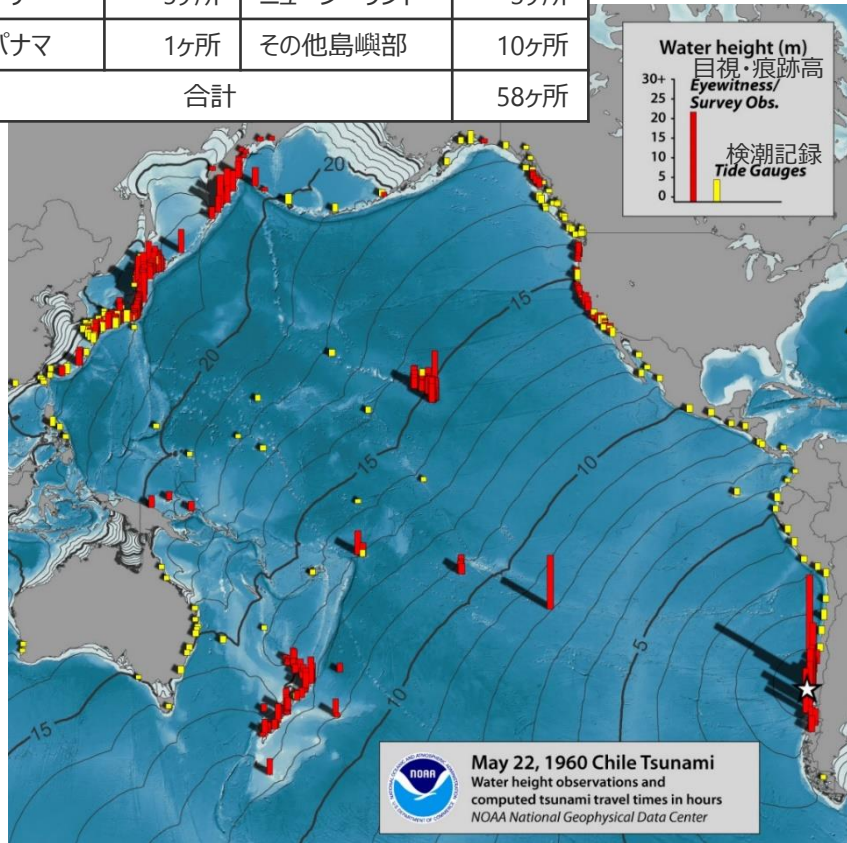 パナマ 1ヶ所 その他島嶼部 10ヶ所
合計 58ヶ所
Water height (m)
目視・痕跡高
30+
Eyewitness/
25
Survey Obs.
20
15
検潮記録
10
Tide Gauges
5
0
20
15
20
15
10
5
10
15
NOAA
May 22, 1960 Chile Tsunami
Water height observations and
computed tsunami travel times in hours
NOAA National Geophysical Data Center